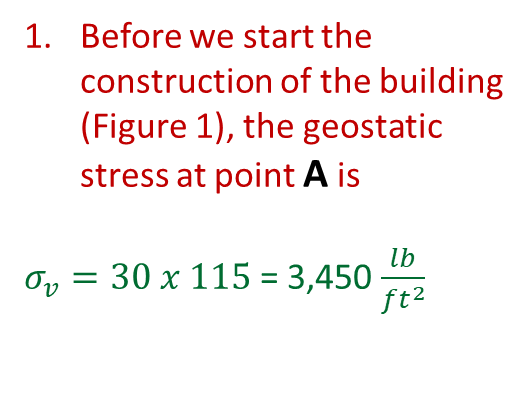 1. Before we start the
construction of the building
(Figure 1), the geostatic
stress at point A is
σᵥ = 30 x 115 = 3,450 lb/ft²